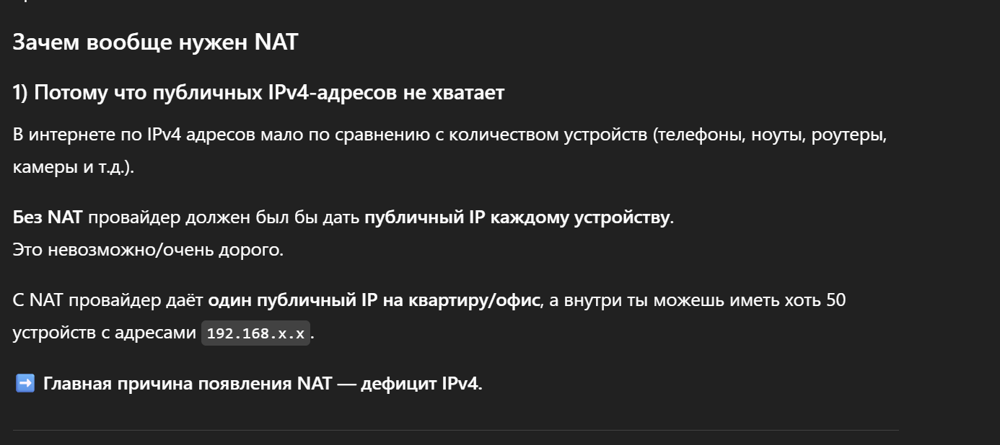 Зачем вообще нужен NAT
1) Потому что публичных IPv4-адресов не хватает
В интернете по IPv4 адресов мало по сравнению с количеством устройств (телефоны, ноуты, роутеры,
камеры и т.д.).
Без NAT провайдер должен был бы дать публичный IP каждому устройству.
Это невозможно/очень дорого.
С NAT провайдер даёт один публичный IP на квартиру/офис, а внутри ты можешь иметь хоть 50
устройств с адресами 192.168.x.x.
➡️ Главная причина появления NAT — дефицит IPv4.